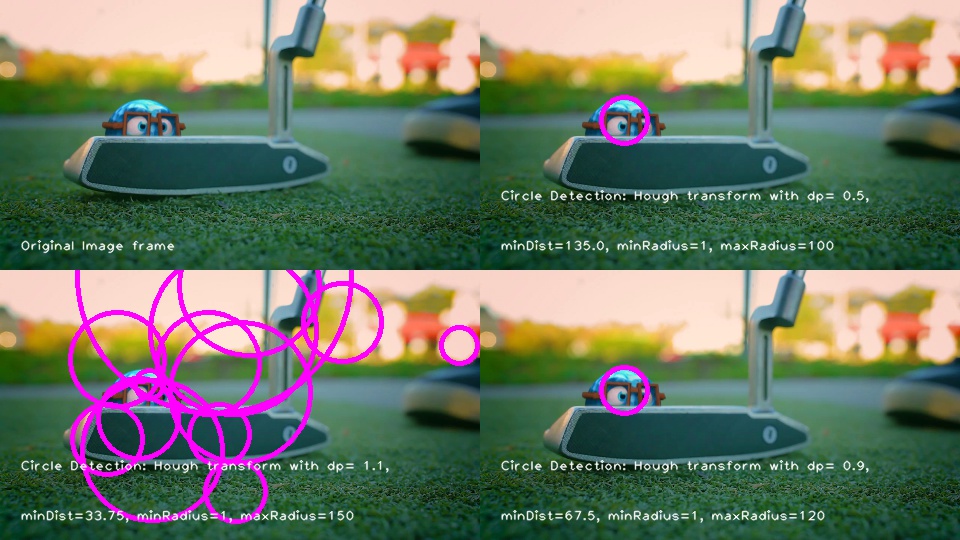 Original Image frame
Circle Detection: Hough transform with dp= 0.5,
minDist=135.0, minRadius=1, maxRadius=100
Circle Detection: Hough transform with dp= 1.1,
minDist=33.75, minRadius=1, maxRadius=150
Circle Detection: Hough transform with dp= 0.9,
minDist=67.5, minRadius=1, maxRadius=120